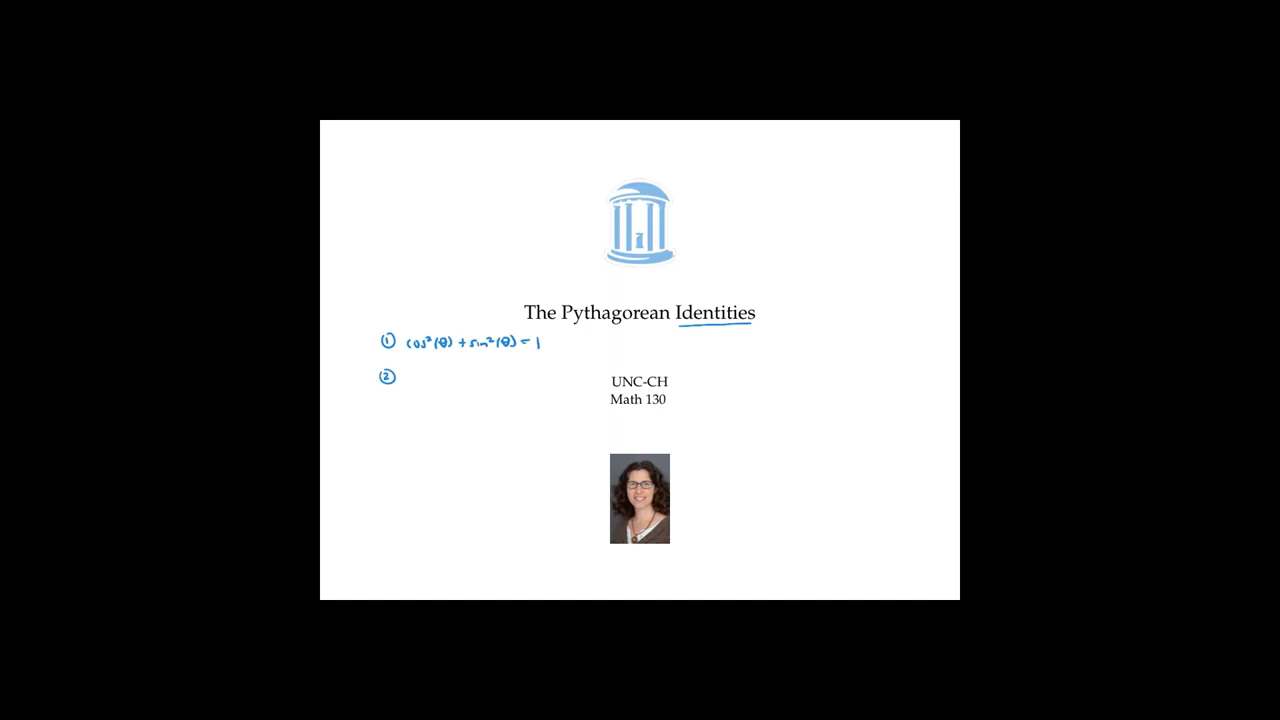 The Pythagorean Identities
① cos²(θ) + sin²(θ) = 1
②
UNC-CH
Math 130